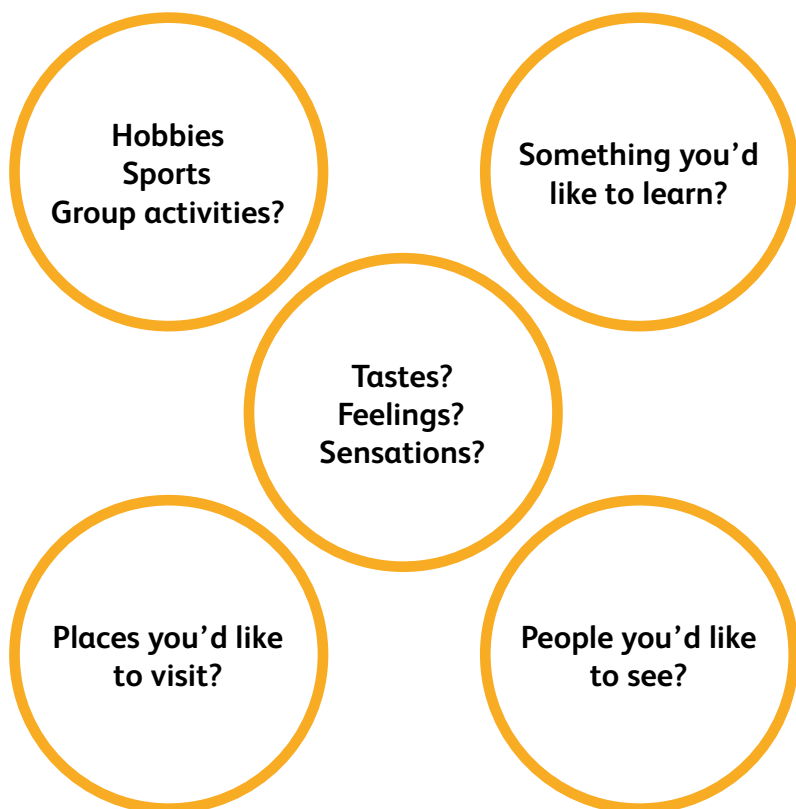 Hobbies
Sports
Group activities?
Something you’d
like to learn?
Tastes?
Feelings?
Sensations?
Places you’d like
to visit?
People you’d like
to see?